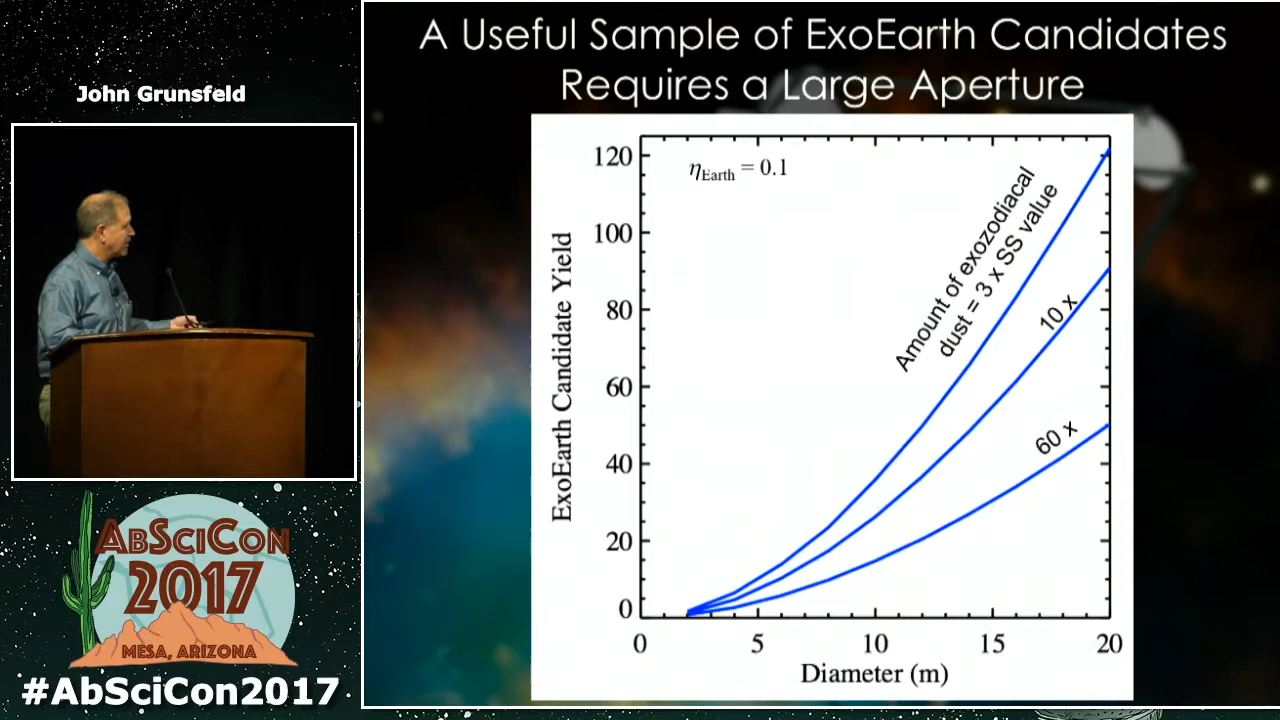 John Grunsfeld
ABSCICON
2017
MESA, ARIZONA
#AbSciCon2017
A Useful Sample of ExoEarth Candidates
Requires a Large Aperture
ηEarth = 0.1
Amount of exozodiacal
dust = 3 x SS value
10 x
60 x
ExoEarth Candidate Yield
120
100
80
60
40
20
0
0 5 10 15 20
Diameter (m)